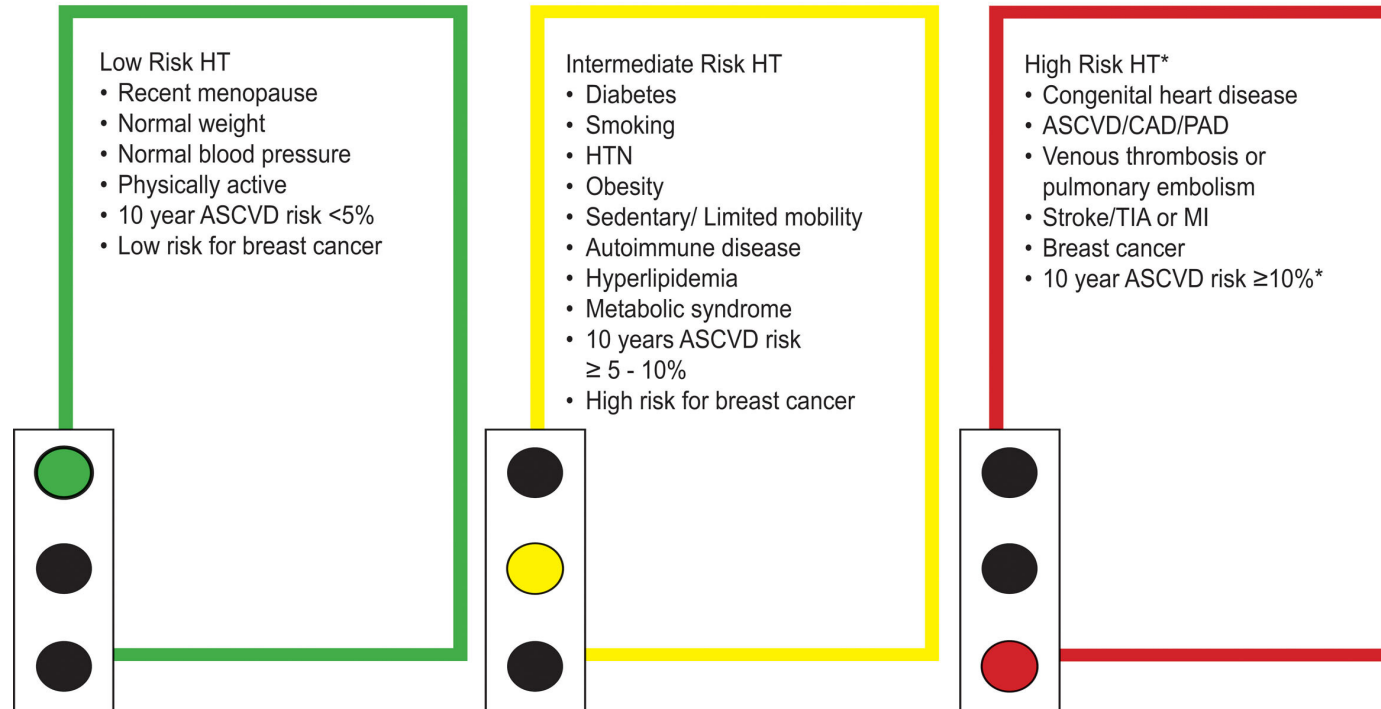 Low Risk HT
• Recent menopause
• Normal weight
• Normal blood pressure
• Physically active
• 10 year ASCVD risk <5%
• Low risk for breast cancer
Intermediate Risk HT
• Diabetes
• Smoking
• HTN
• Obesity
• Sedentary/ Limited mobility
• Autoimmune disease
• Hyperlipidemia
• Metabolic syndrome
• 10 years ASCVD risk
≥ 5 - 10%
• High risk for breast cancer
High Risk HT*
• Congenital heart disease
• ASCVD/CAD/PAD
• Venous thrombosis or
pulmonary embolism
• Stroke/TIA or MI
• Breast cancer
• 10 year ASCVD risk ≥10%*